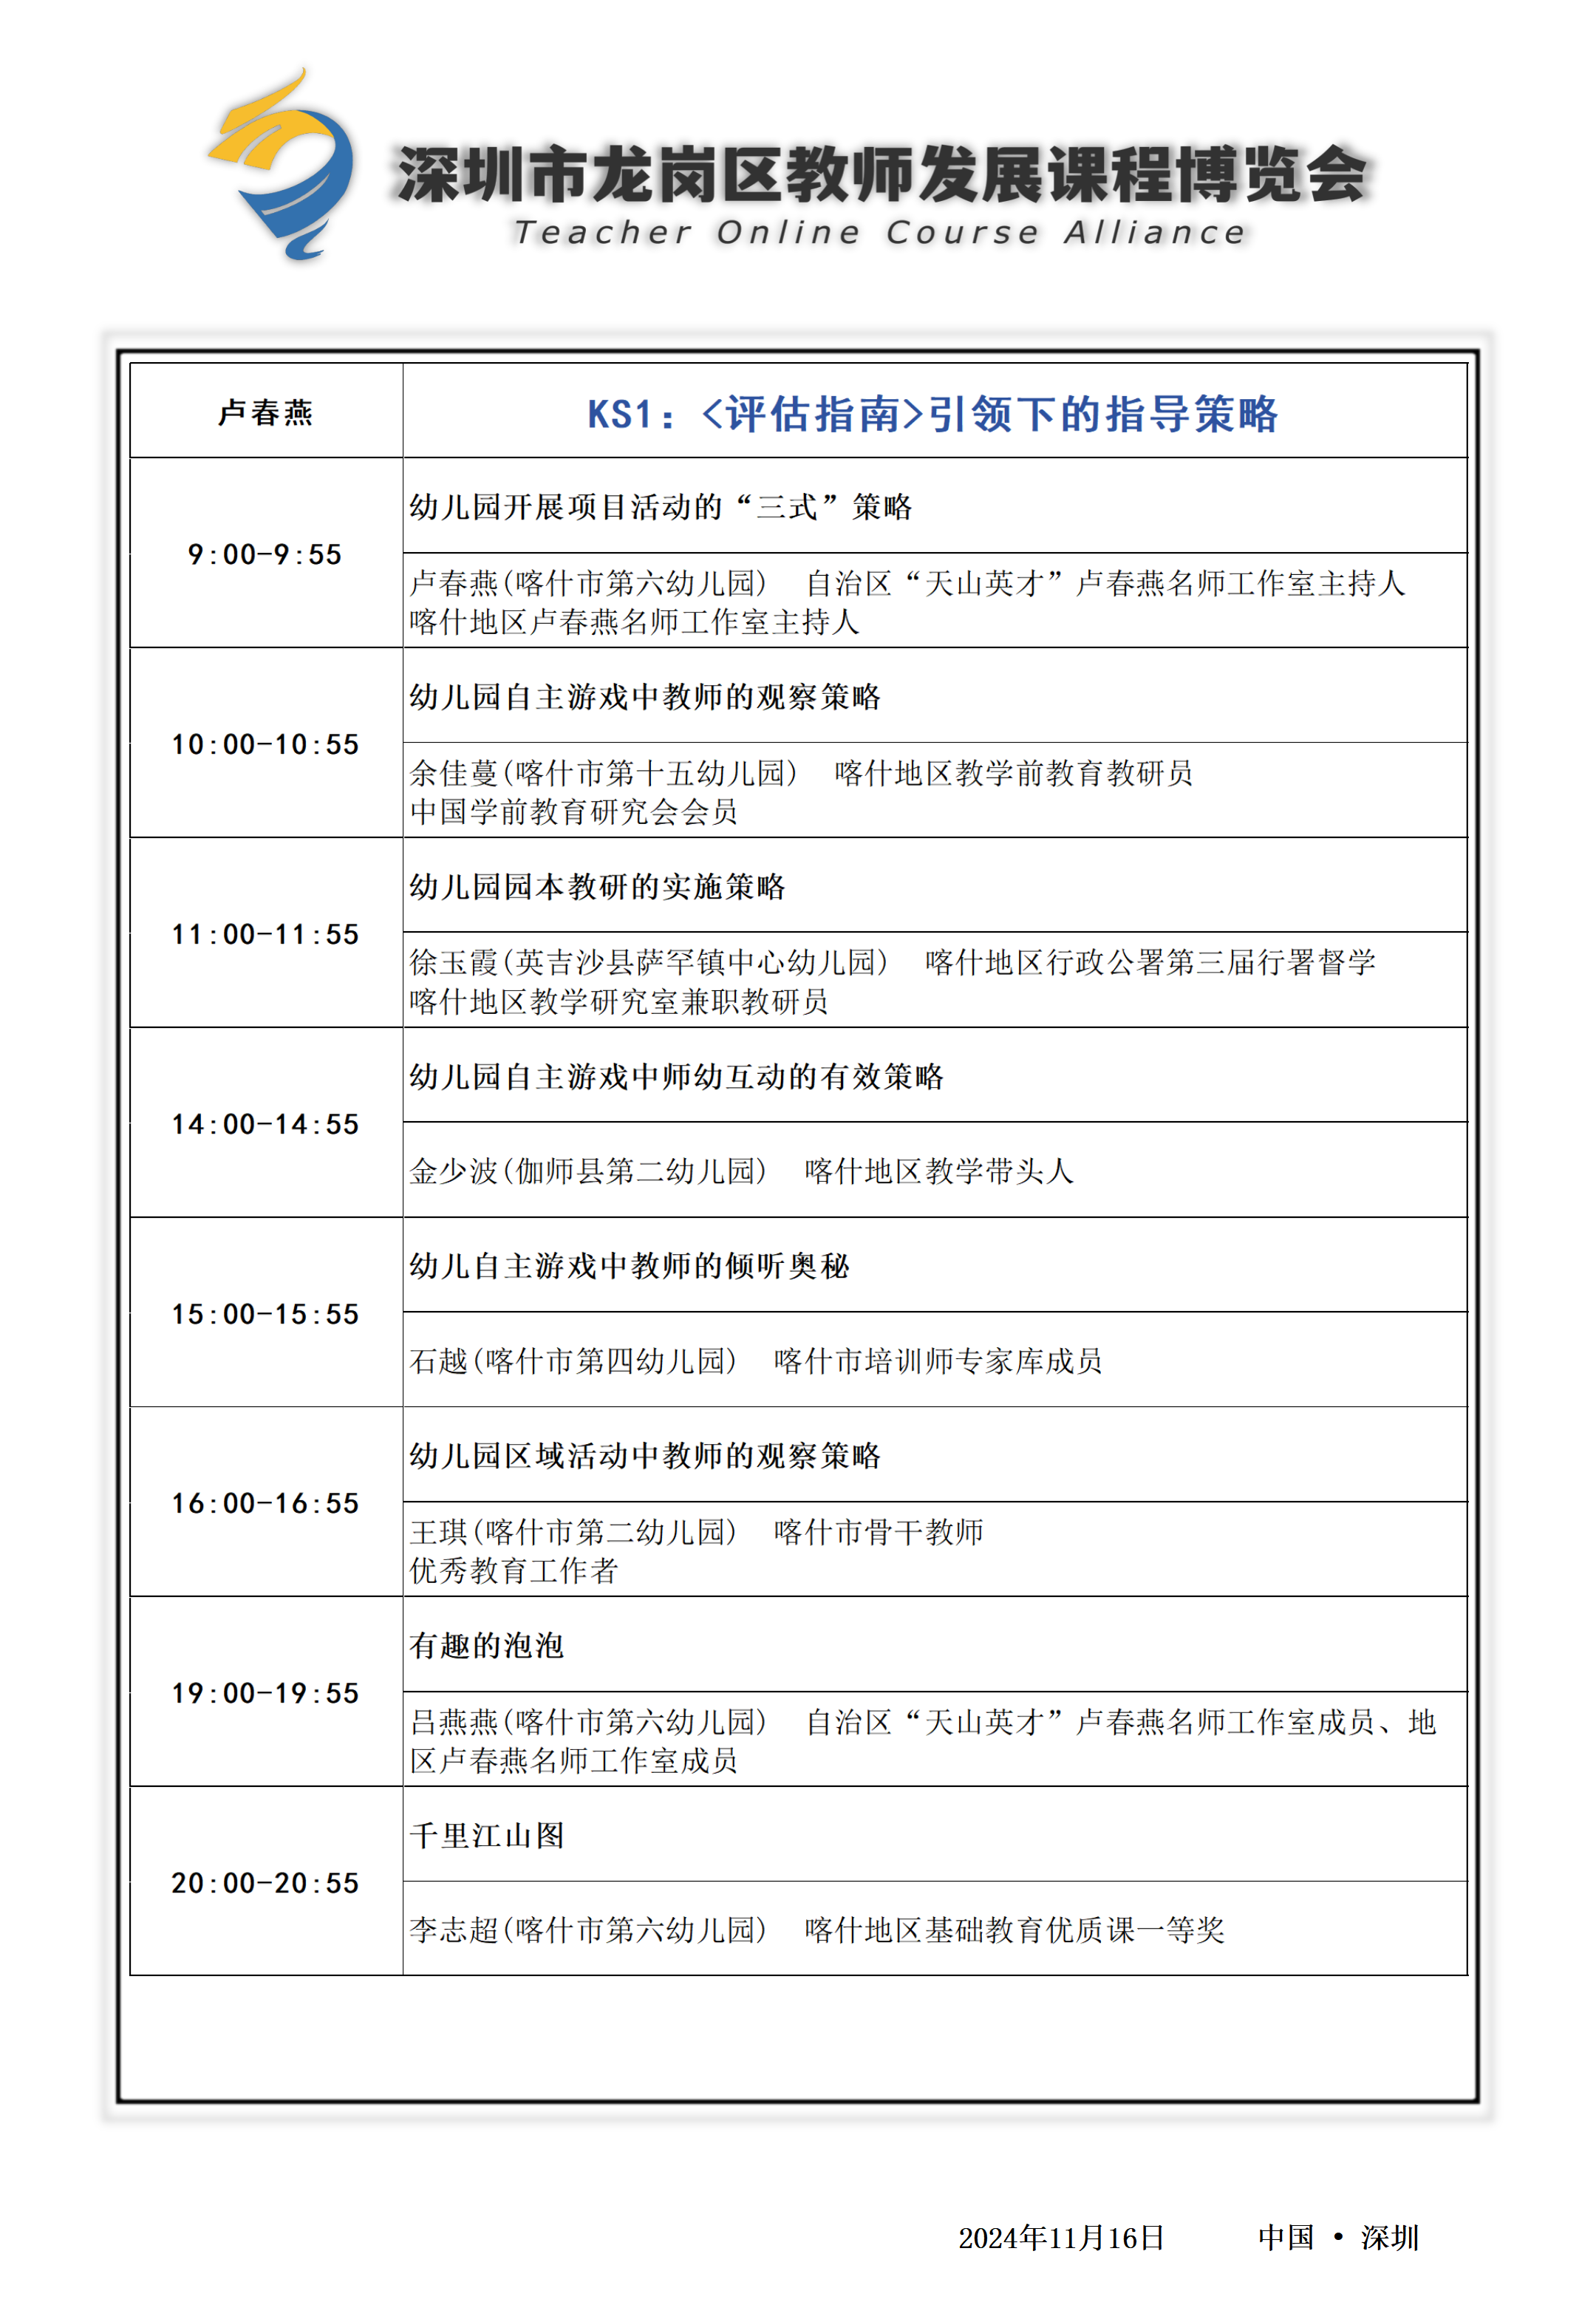 深圳市龙岗区教师发展课程博览会
Teacher Online Course Alliance
卢春燕
KS1：<评估指南>引领下的指导策略
9:00-9:55
幼儿园开展项目活动的“三式”策略
卢春燕(喀什市第六幼儿园) 自治区“天山英才”卢春燕名师工作室主持人
喀什地区卢春燕名师工作室主持人
10:00-10:55
幼儿园自主游戏中教师的观察策略
余佳蔓(喀什市第十五幼儿园) 喀什地区教学前教育教研员
中国学前教育研究会会员
11:00-11:55
幼儿园园本教研的实施策略
徐玉霞(英吉沙县萨罕镇中心幼儿园) 喀什地区行政公署第三届行署督学
喀什地区教学研究室兼职教研员
14:00-14:55
幼儿园自主游戏中师幼互动的有效策略
金少波(伽师县第二幼儿园) 喀什地区教学带头人
15:00-15:55
幼儿自主游戏中教师的倾听奥秘
石越(喀什市第四幼儿园) 喀什市培训师专家库成员
16:00-16:55
幼儿园区域活动中教师的观察策略
王琪(喀什市第二幼儿园) 喀什市骨干教师
优秀教育工作者
19:00-19:55
有趣的泡泡
吕燕燕(喀什市第六幼儿园) 自治区“天山英才”卢春燕名师工作室成员、地
区卢春燕名师工作室成员
20:00-20:55
千里江山图
李志超(喀什市第六幼儿园) 喀什地区基础教育优质课一等奖
2024年11月16日 中国 • 深圳